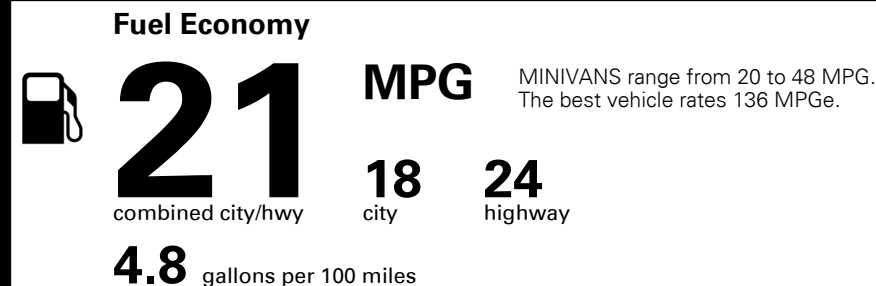 Fuel Economy
21 MPG
MINIVANS range from 20 to 48 MPG.
The best vehicle rates 136 MPGe.
18 24
combined city/hwy city highway
4.8 gallons per 100 miles